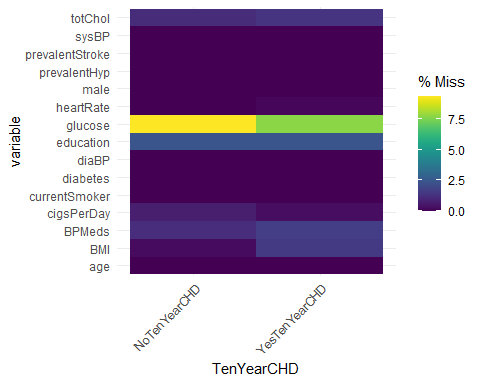 totChol
sysBP
prevalentStroke
prevalentHyp
male
heartRate
glucose
education
diaBP
diabetes
currentSmoker
cigsPerDay
BPMeds
BMI
age
variable
NoTenYearCHD
YesTenYearCHD
TenYearCHD
% Miss
7.5
5.0
2.5
0.0